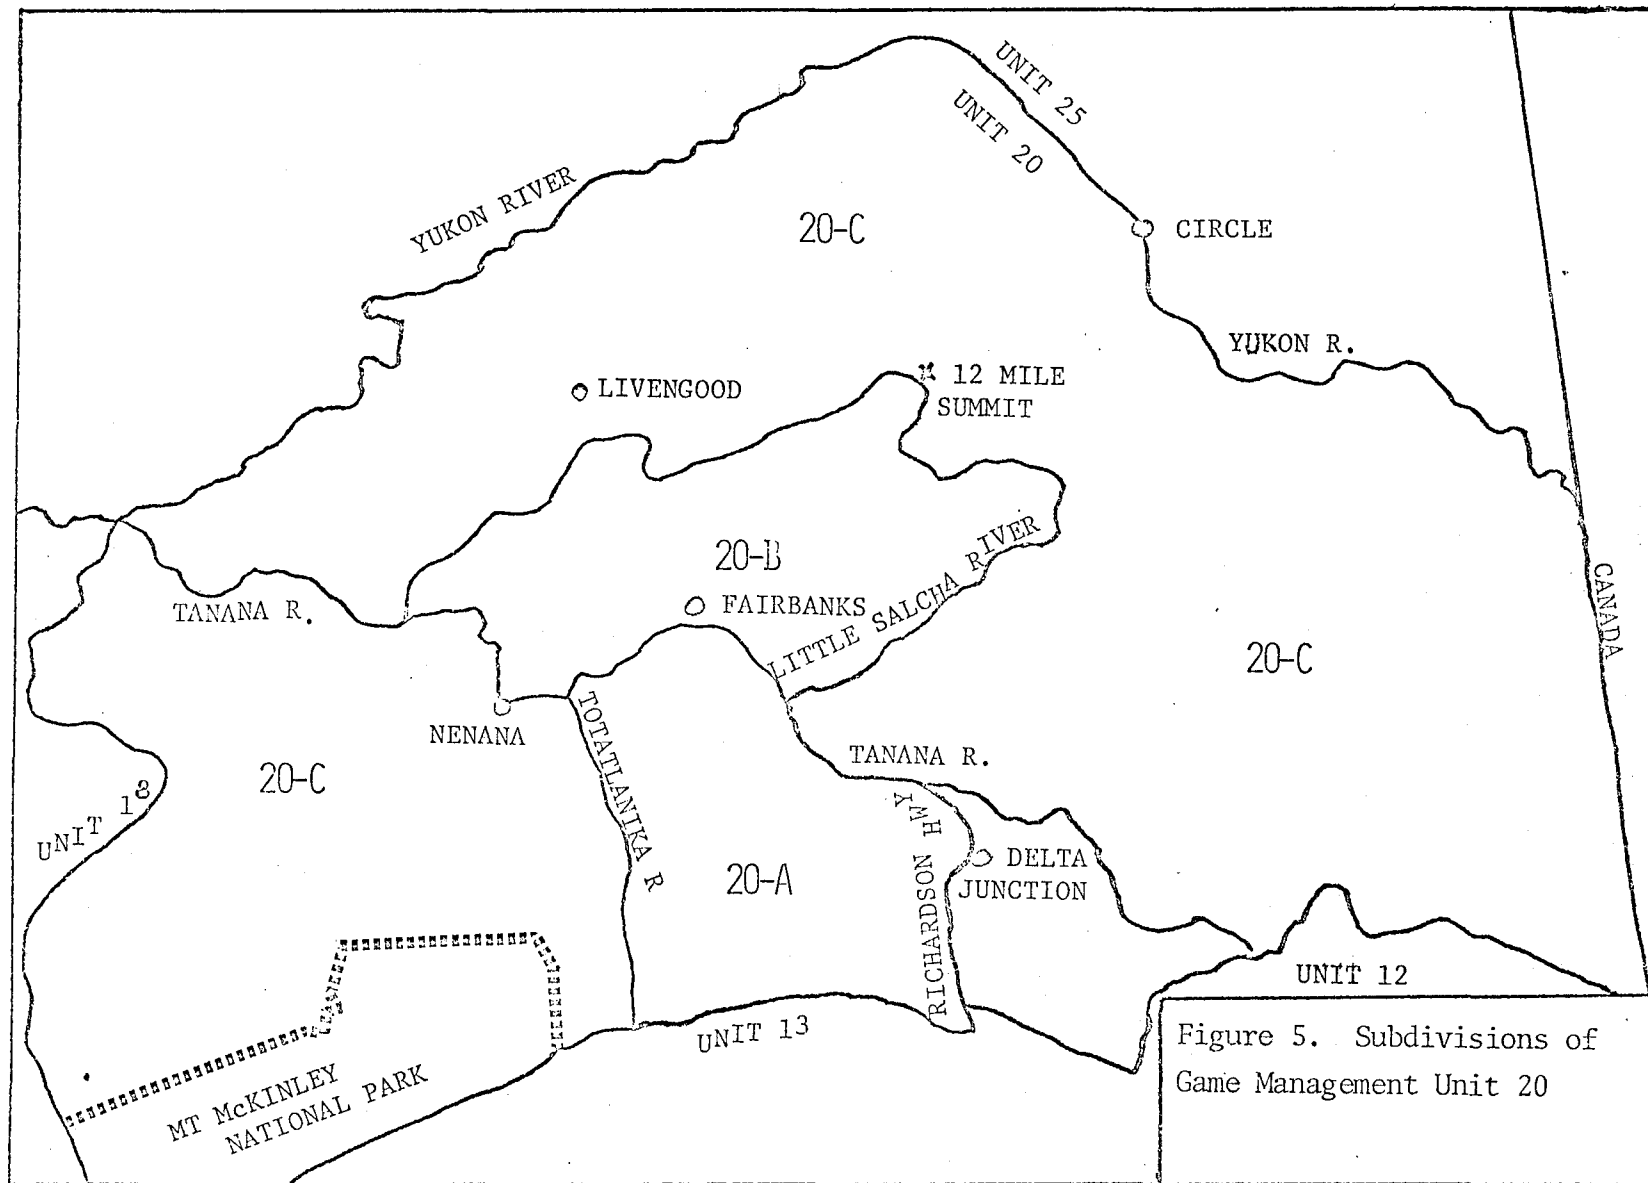 UNIT 25
UNIT 20
YUKON RIVER
20-C
CIRCLE
YUKON R.
12 MILE
SUMMIT
LIVENGOOD
20-B
FAIRBANKS
LITTLE SALCHA RIVER
TANANA R.
CANADA
20-C
NENANA
TOTATLANIKA R
TANANA R.
20-C
UNIT 18
RICHARDSON HWY
DELTA
JUNCTION
20-A
UNIT 12
UNIT 13
MT McKINLEY
NATIONAL PARK
Figure 5. Subdivisions of
Game Management Unit 20